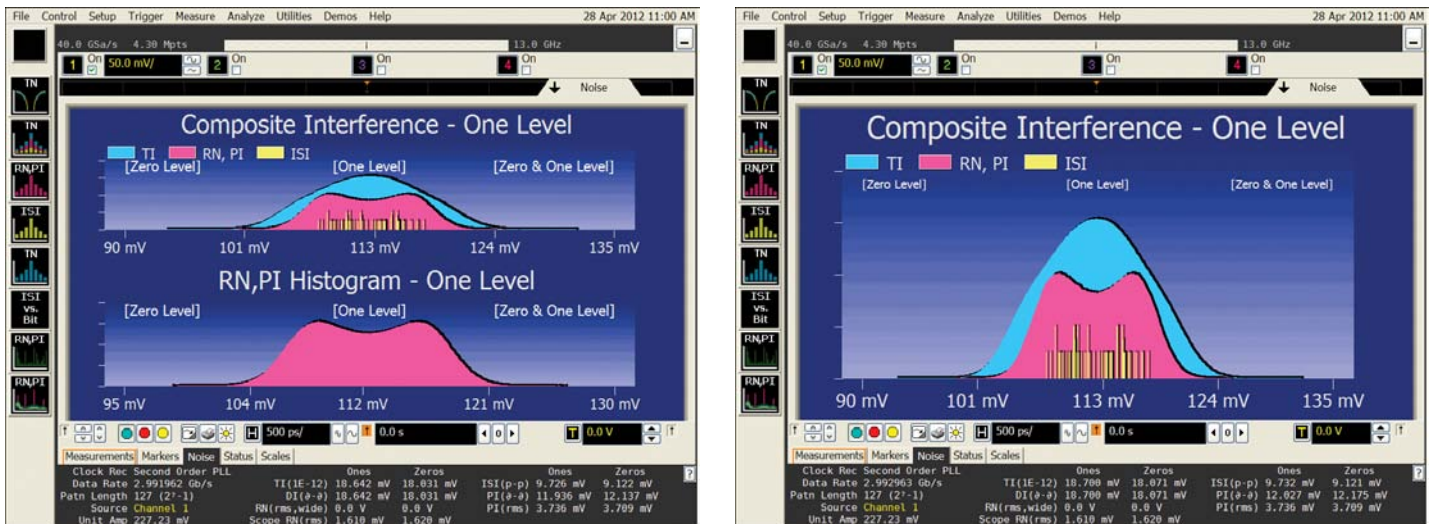 File Control Setup Trigger Measure Analyze Utilities Demos Help 28 Apr 2012 11:00 AM
40.0 GSa/s 4.30 Mpts 13.0 GHz
1 On 50.0 mV/ 2 On 3 On 4 On
Noise
TN
TN
RN,PI
ISI
TN
ISI
vs.
Bit
RN,PI
RN,PI
Composite Interference - One Level
TI RN, PI ISI
[Zero Level] [One Level] [Zero & One Level]
90 mV 101 mV 113 mV 124 mV 135 mV
RN,PI Histogram - One Level
[Zero Level] [One Level] [Zero & One Level]
95 mV 104 mV 112 mV 121 mV 130 mV
H 500 ps/ 0.0 s 0 T 0.0 V
Measurements Markers Noise Status Scales
Clock Rec Second Order PLL Ones Zeros Ones Zeros
Data Rate 2.991962 Gb/s TI(1E-12) 18.642 mV 18.031 mV ISI(p-p) 9.726 mV 9.122 mV
Patn Length 127 (2⁷-1) DI(∂-∂) 18.642 mV 18.031 mV PI(∂-∂) 11.936 mV 12.137 mV
Source Channel 1 RN(rms,wide) 0.0 V 0.0 V PI(rms) 3.736 mV 3.709 mV
Unit Amp 227.23 mV Scope RN(rms) 1.610 mV 1.620 mV
File Control Setup Trigger Measure Analyze Utilities Demos Help 28 Apr 2012 11:00 AM
40.0 GSa/s 4.30 Mpts 13.0 GHz
1 On 50.0 mV/ 2 On 3 On 4 On
Noise
TN
TN
RN,PI
ISI
TN
ISI
vs.
Bit
RN,PI
RN,PI
Composite Interference - One Level
TI RN, PI ISI
[Zero Level] [One Level] [Zero & One Level]
90 mV 101 mV 113 mV 124 mV 135 mV
H 500 ps/ 0.0 s 0 T 0.0 V
Measurements Markers Noise Status Scales
Clock Rec Second Order PLL Ones Zeros Ones Zeros
Data Rate 2.992963 Gb/s TI(1E-12) 18.700 mV 18.071 mV ISI(p-p) 9.732 mV 9.121 mV
Patn Length 127 (2⁷-1) DI(∂-∂) 18.700 mV 18.071 mV PI(∂-∂) 12.027 mV 12.175 mV
Source Channel 1 RN(rms,wide) 0.0 V 0.0 V PI(rms) 3.736 mV 3.709 mV
Unit Amp 227.23 mV Scope RN(rms) 1.610 mV 1.620 mV